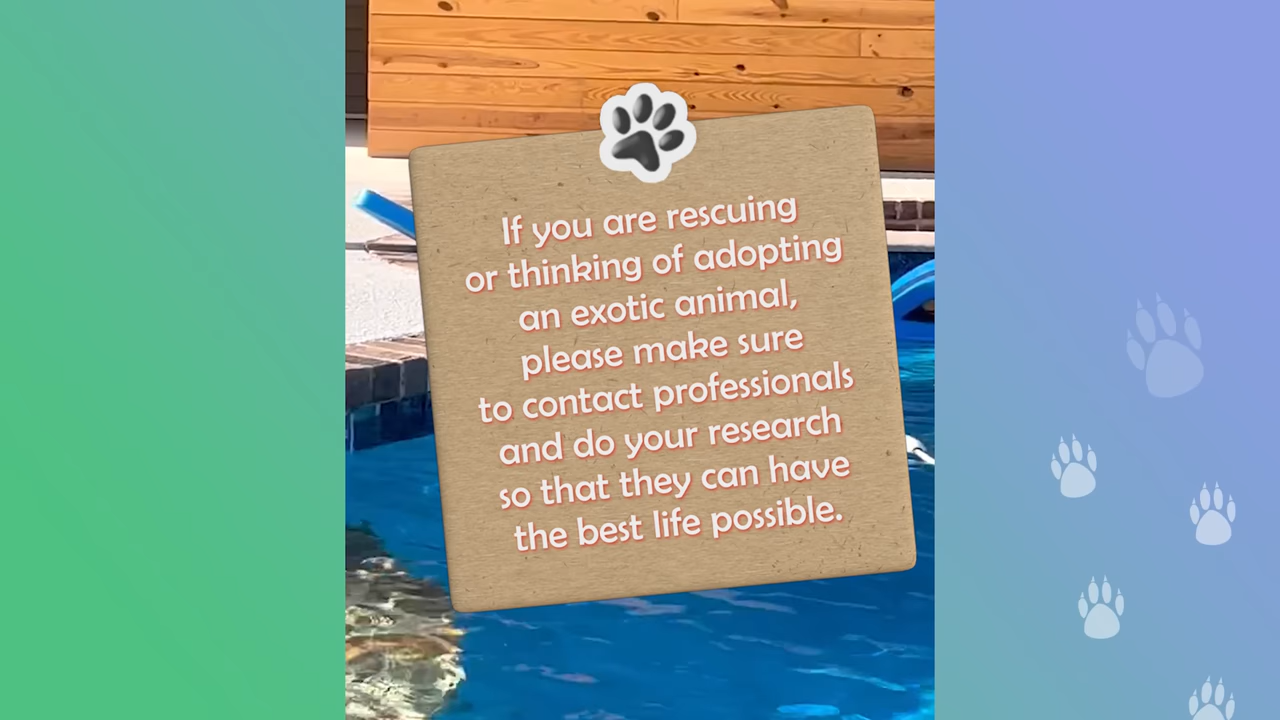 If you are rescuing
or thinking of adopting
an exotic animal,
please make sure
to contact professionals
and do your research
so that they can have
the best life possible.